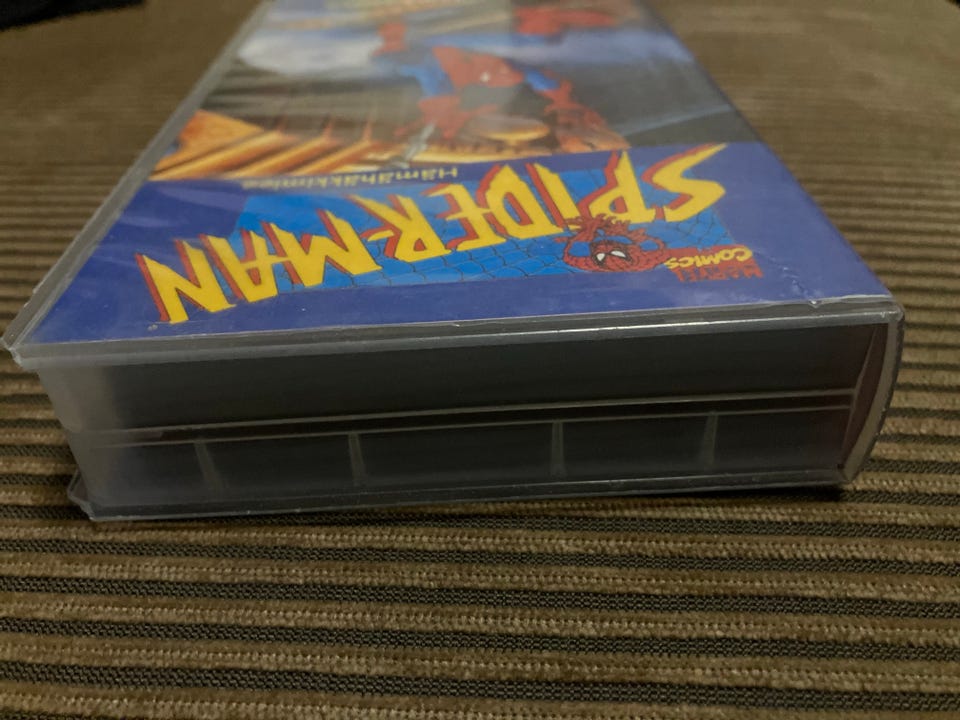 MARVEL
COMICS
SPIDER-MAN
Hämähäkkimies